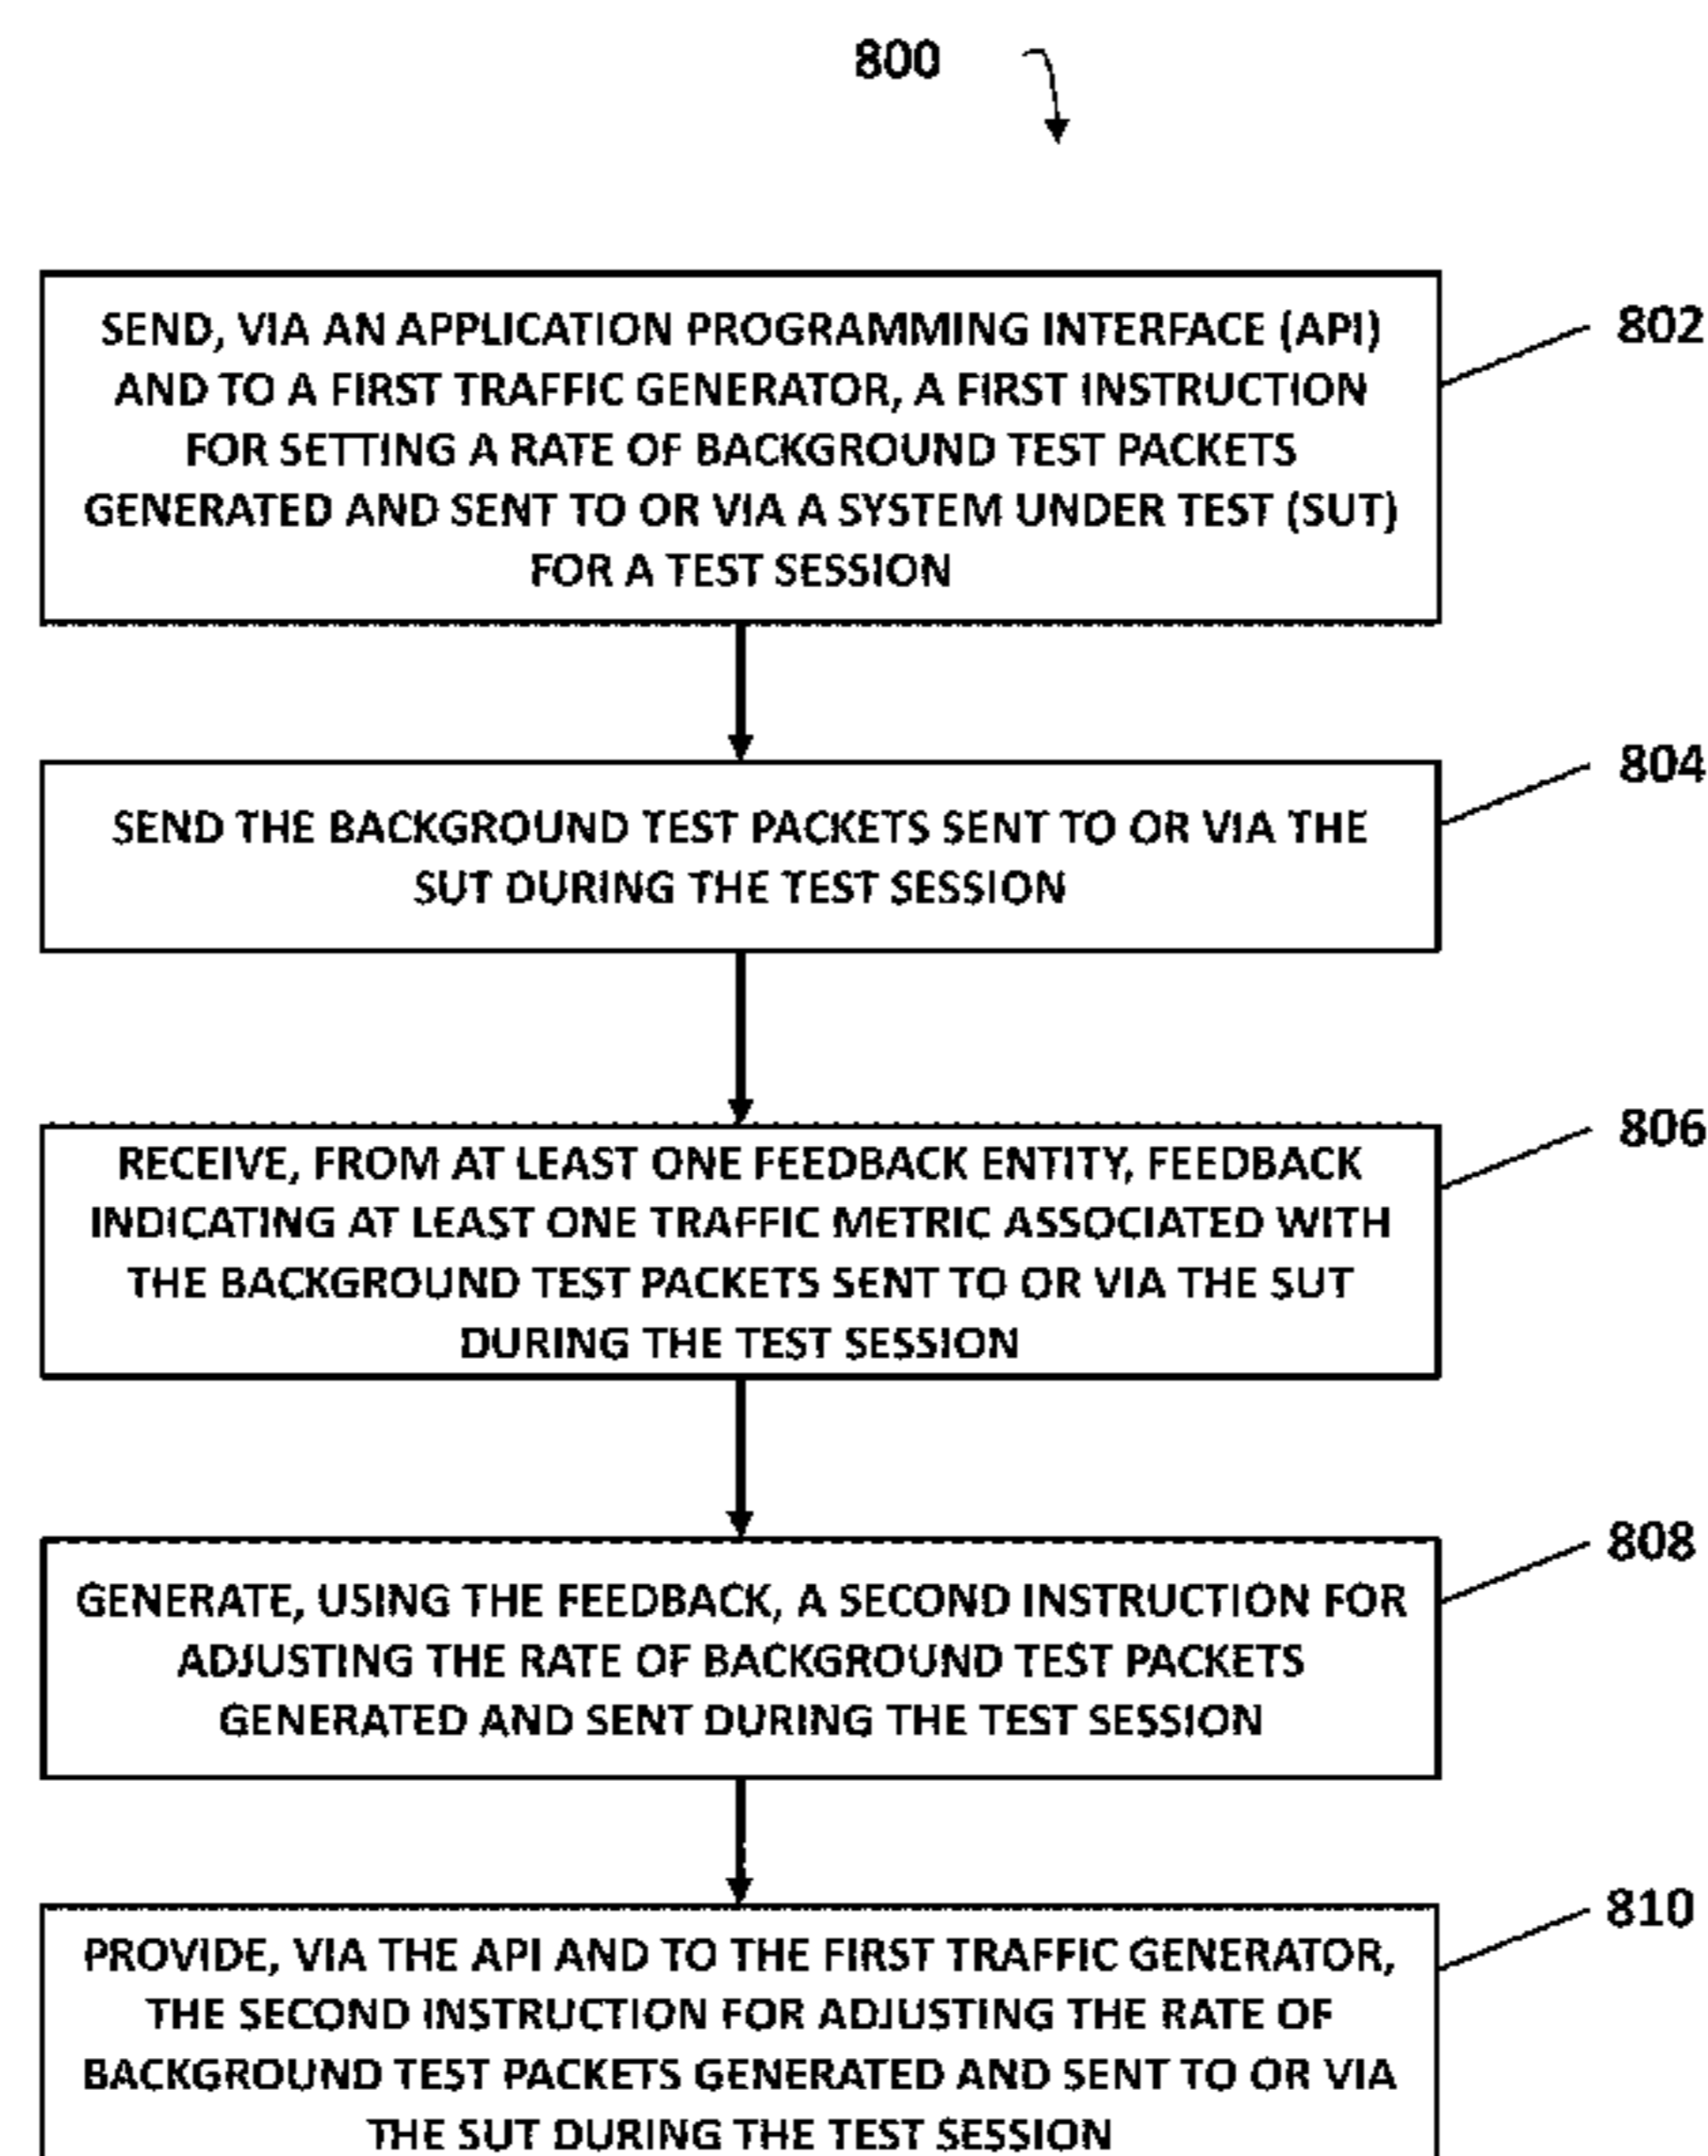 800
SEND, VIA AN APPLICATION PROGRAMMING INTERFACE (API)
AND TO A FIRST TRAFFIC GENERATOR, A FIRST INSTRUCTION
FOR SETTING A RATE OF BACKGROUND TEST PACKETS
GENERATED AND SENT TO OR VIA A SYSTEM UNDER TEST (SUT)
FOR A TEST SESSION
802
SEND THE BACKGROUND TEST PACKETS SENT TO OR VIA THE
SUT DURING THE TEST SESSION
804
RECEIVE, FROM AT LEAST ONE FEEDBACK ENTITY, FEEDBACK
INDICATING AT LEAST ONE TRAFFIC METRIC ASSOCIATED WITH
THE BACKGROUND TEST PACKETS SENT TO OR VIA THE SUT
DURING THE TEST SESSION
806
GENERATE, USING THE FEEDBACK, A SECOND INSTRUCTION FOR
ADJUSTING THE RATE OF BACKGROUND TEST PACKETS
GENERATED AND SENT DURING THE TEST SESSION
808
PROVIDE, VIA THE API AND TO THE FIRST TRAFFIC GENERATOR,
THE SECOND INSTRUCTION FOR ADJUSTING THE RATE OF
BACKGROUND TEST PACKETS GENERATED AND SENT TO OR VIA
THE SUT DURING THE TEST SESSION
810